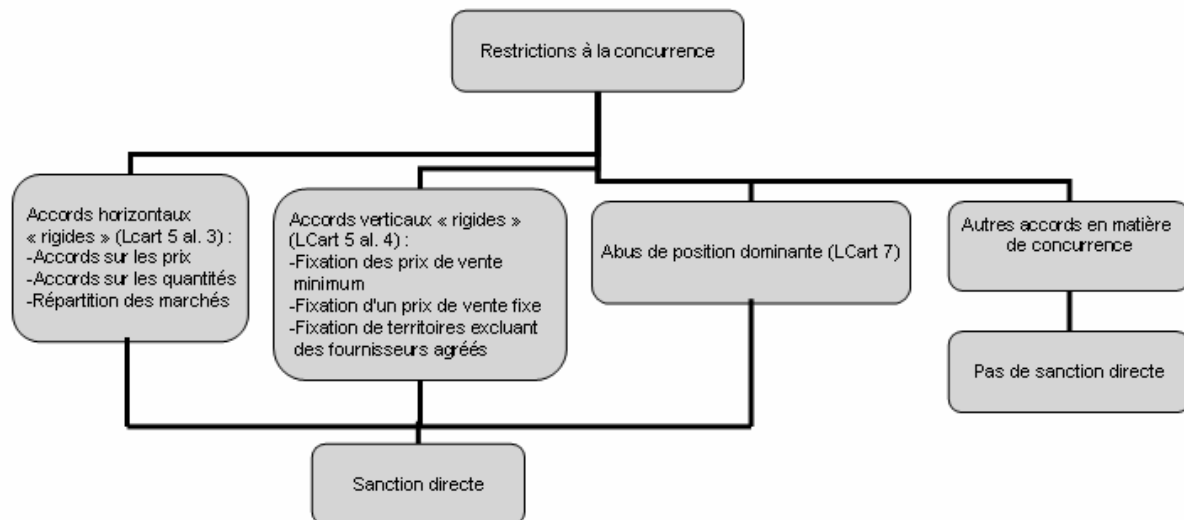 Restrictions à la concurrence
Accords horizontaux
« rigides » (Lcart 5 al. 3) :
-Accords sur les prix
-Accords sur les quantités
-Répartition des marchés
Accords verticaux « rigides »
(LCart 5 al. 4) :
-Fixation des prix de vente
minimum
-Fixation d'un prix de vente fixe
-Fixation de territoires excluant
des fournisseurs agréés
Abus de position dominante (LCart 7)
Autres accords en matière
de concurrence
Pas de sanction directe
Sanction directe